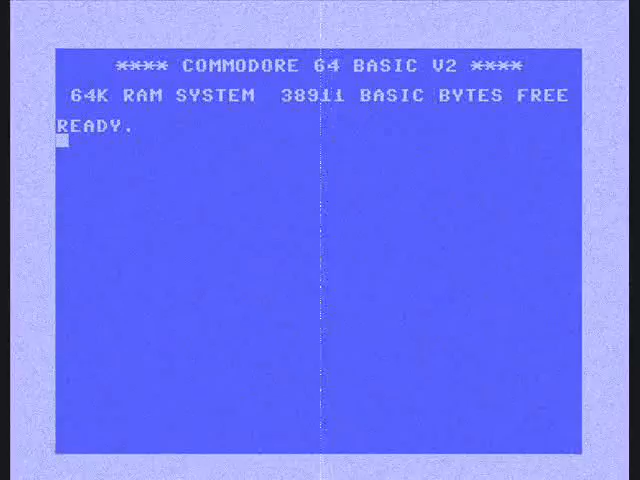 **** COMMODORE 64 BASIC V2 ****
64K RAM SYSTEM  38911 BASIC BYTES FREE
READY.